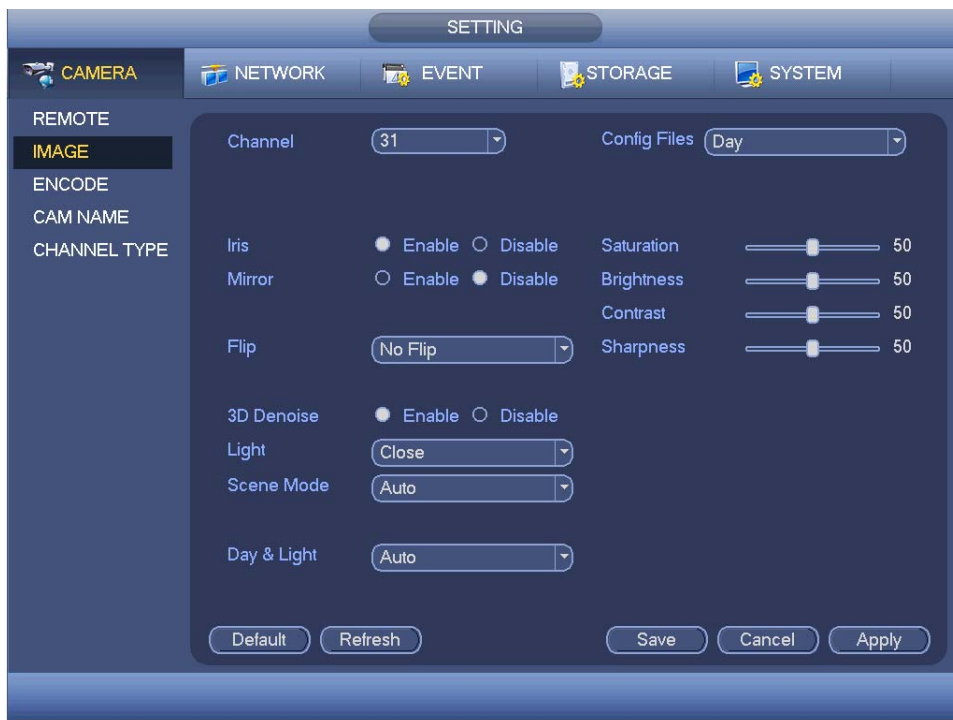 SETTING
CAMERA NETWORK EVENT STORAGE SYSTEM
REMOTE
IMAGE
ENCODE
CAM NAME
CHANNEL TYPE
Channel 31 Config Files Day
Iris Enable Disable Saturation 50
Mirror Enable Disable Brightness 50
Contrast 50
Flip No Flip Sharpness 50
3D Denoise Enable Disable
Light Close
Scene Mode Auto
Day & Light Auto
Default Refresh Save Cancel Apply